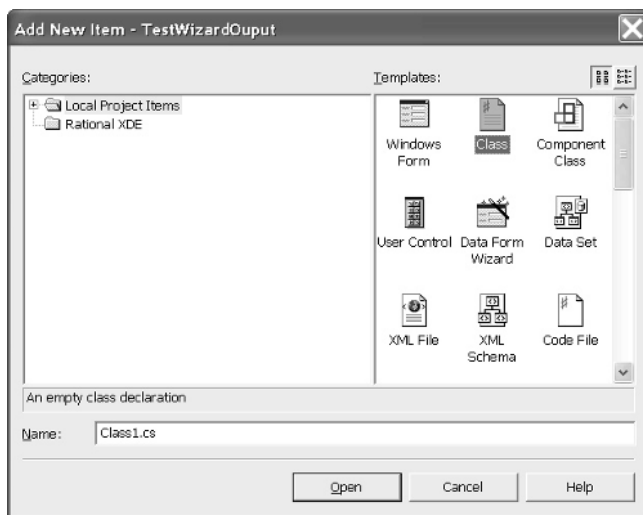 Add New Item - TestWizardOuput
Categories:
Templates:
Local Project Items
Rational XDE
Windows Form
Class
Component Class
User Control
Data Form Wizard
Data Set
XML File
XML Schema
Code File
An empty class declaration
Name:
Class1.cs
Open
Cancel
Help